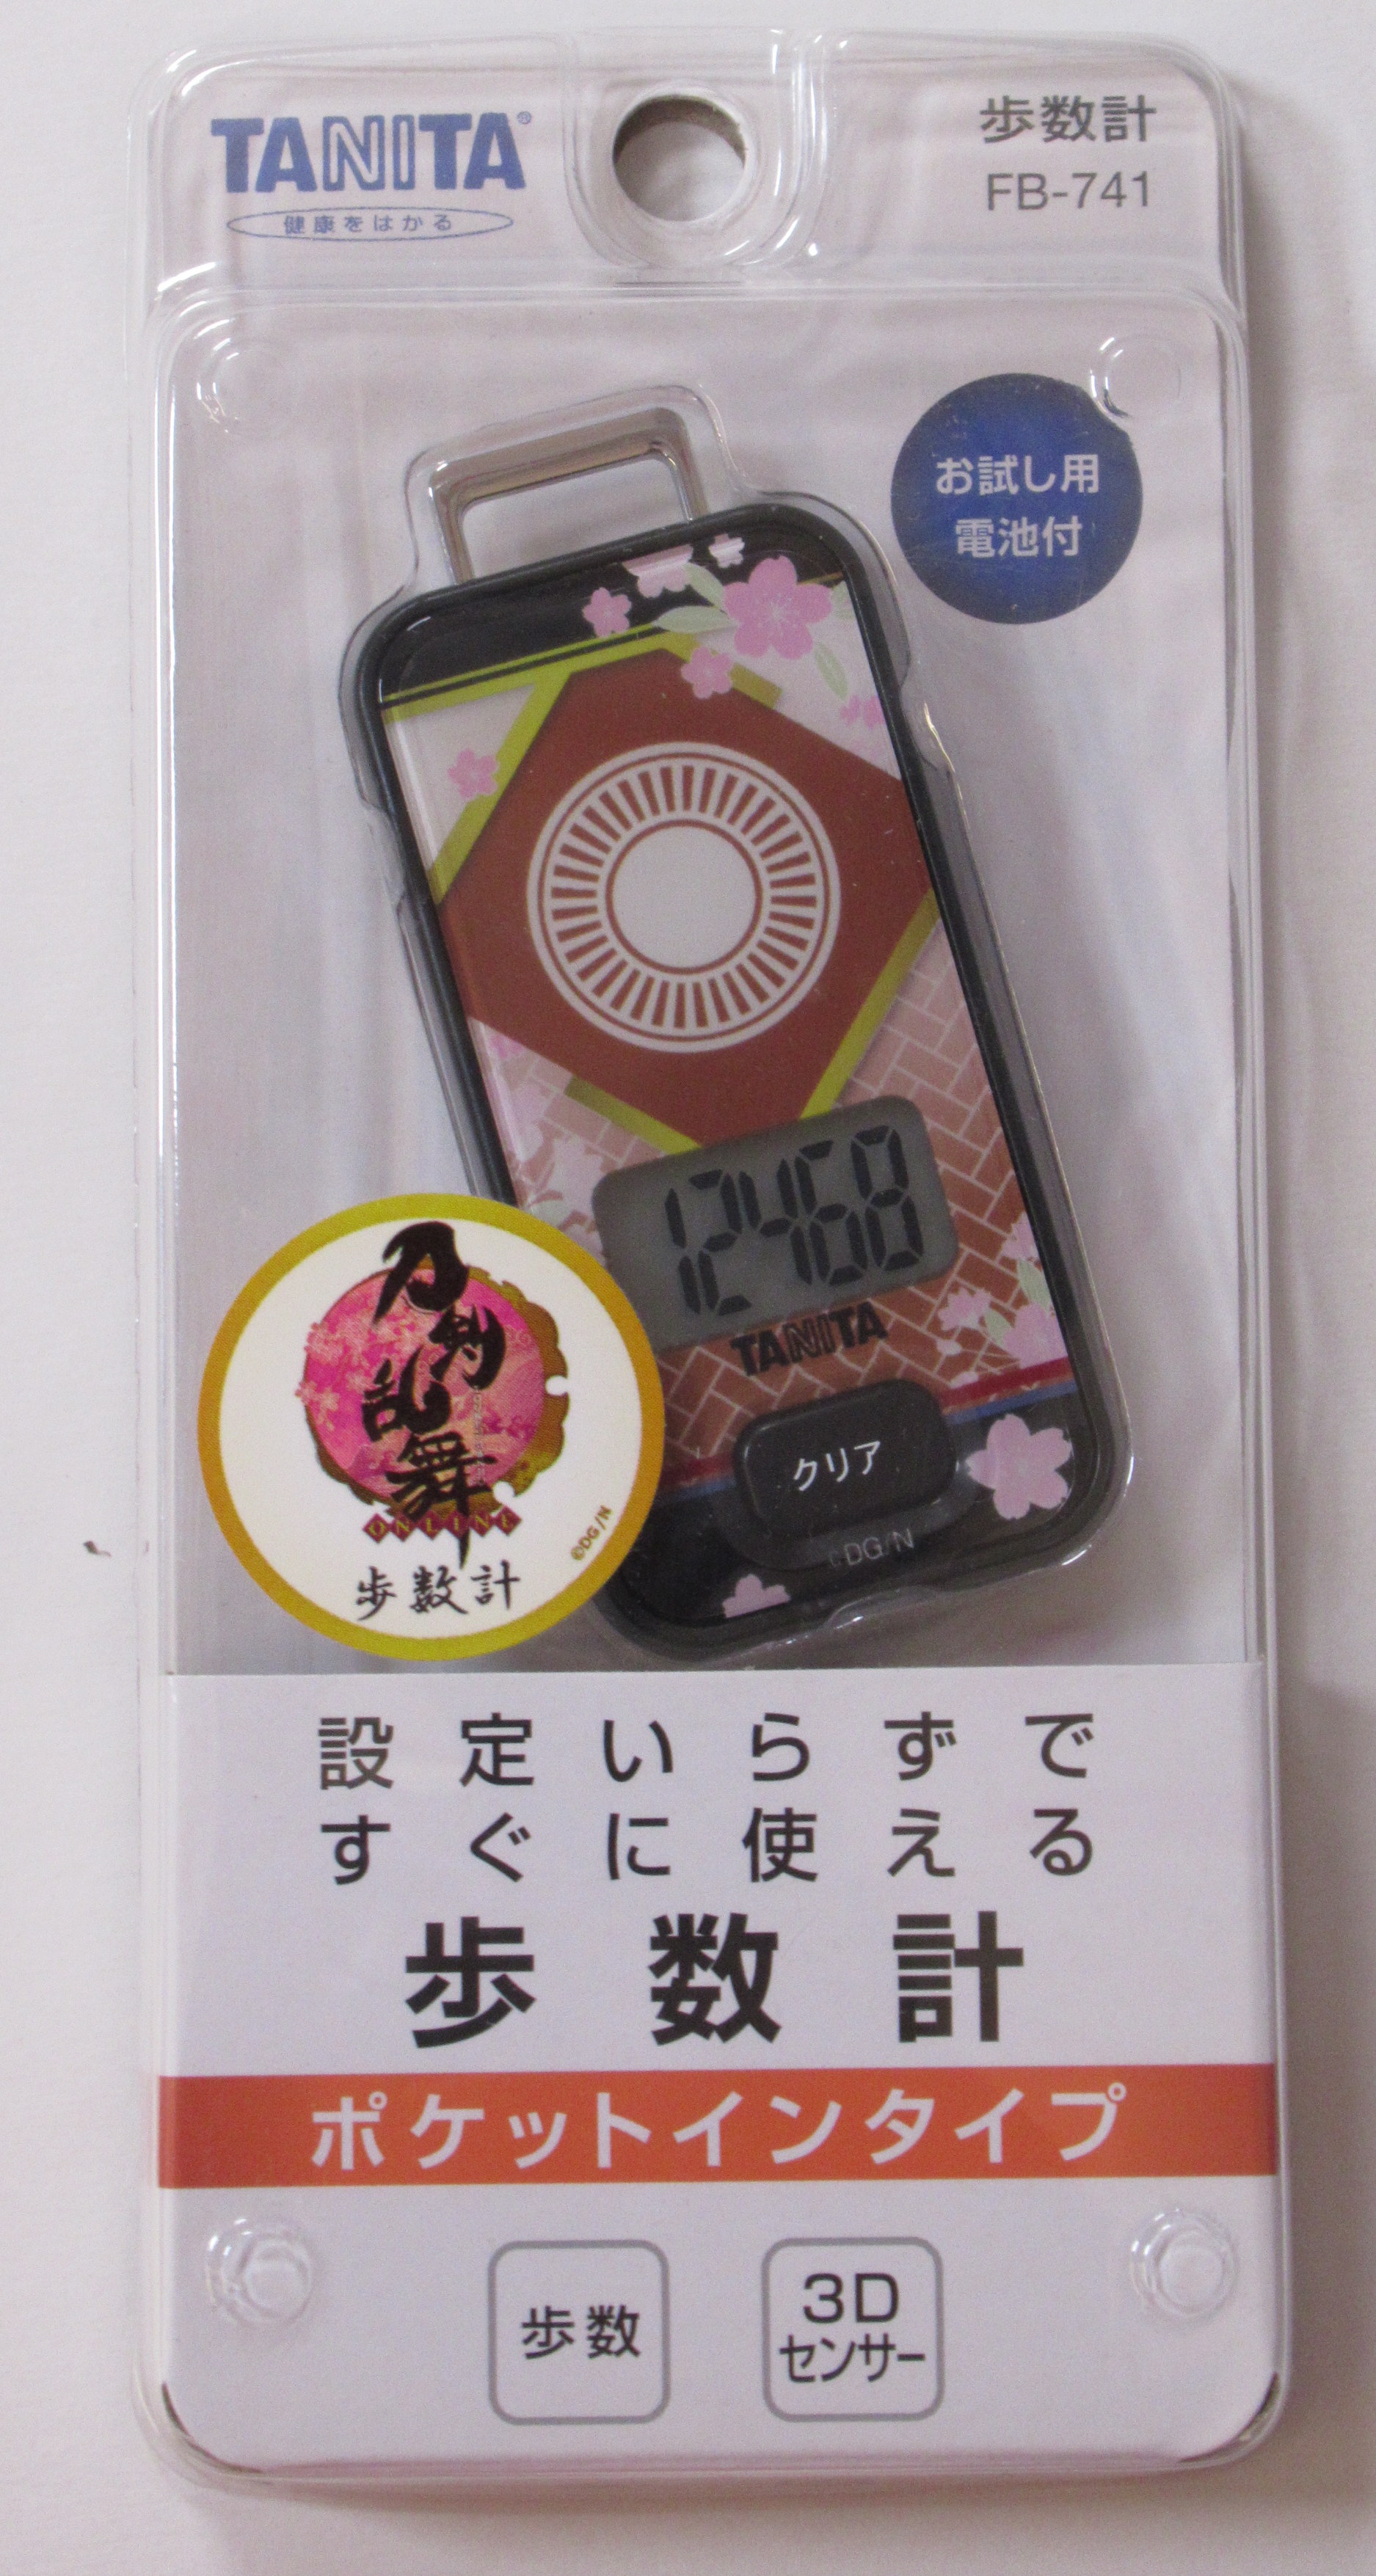 TANITA®
健康をはかる
歩数計
FB-741
お試し用
電池付
12468
TANITA
クリア
©DG/N
刀剣乱舞
ONLINE
©DG/N
歩数計
設定いらずで
すぐに使える
歩数計
ポケットインタイプ
歩数
3D
センサー